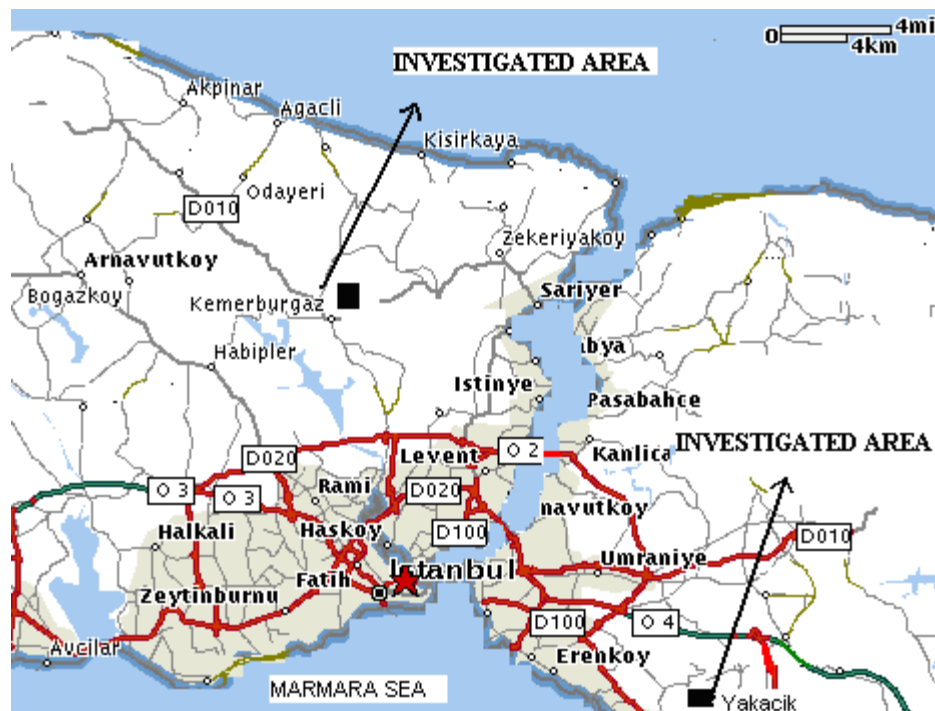 4mi
0
4km
INVESTIGATED AREA
Akpinar
Agacli
Kisirkaya
Odayeri
D010
Zekeriyakoy
Arnavutkoy
Bogazkoy
Kemerburgaz
Sariyer
Habipler
abya
Istinye
Pasabahce
INVESTIGATED AREA
Kanlica
Levent
O 2
D020
Rami
O 3
O 3
D020
navutkoy
Halkali
Haskoy
D100
D010
Umraniye
Istanbul
Fatih
Zeytinburnu
D100
O 4
Avcilar
Erenkoy
MARMARA SEA
Yakacik